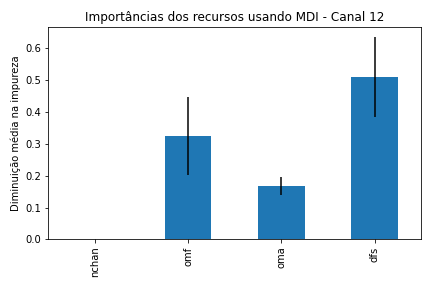 Importâncias dos recursos usando MDI - Canal 12
Diminuição média na impureza
0.6
0.5
0.4
0.3
0.2
0.1
0.0
nchan
omf
oma
dfs